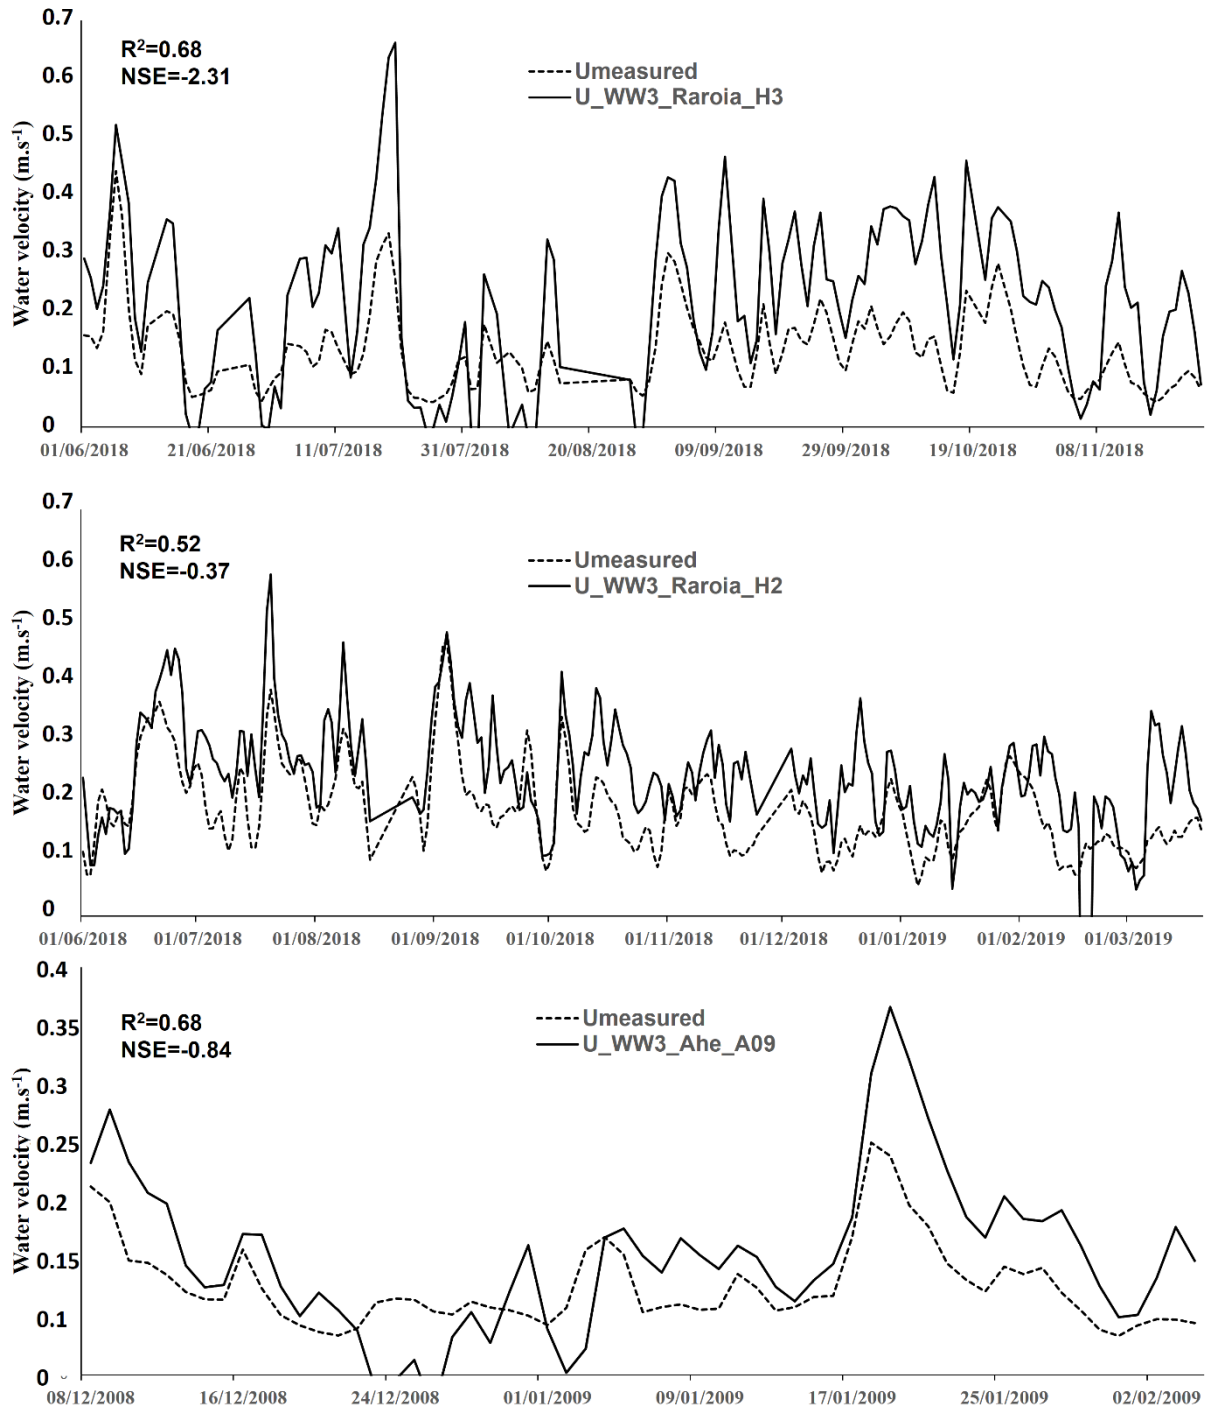 0.7
R²=0.68
NSE=-2.31
Umeasured
U_WW3_Raroia_H3
0.6
0.5
0.4
0.3
0.2
0.1
0
Water velocity (m.s-1)
01/06/2018 21/06/2018 11/07/2018 31/07/2018 20/08/2018 09/09/2018 29/09/2018 19/10/2018 08/11/2018
0.7
R²=0.52
NSE=-0.37
Umeasured
U_WW3_Raroia_H2
0.6
0.5
0.4
0.3
0.2
0.1
0
Water velocity (m.s-1)
01/06/2018 01/07/2018 01/08/2018 01/09/2018 01/10/2018 01/11/2018 01/12/2018 01/01/2019 01/02/2019 01/03/2019
0.4
R²=0.68
NSE=-0.84
Umeasured
U_WW3_Ahe_A09
0.35
0.3
0.25
0.2
0.15
0.1
0
Water velocity (m.s-1)
08/12/2008 16/12/2008 24/12/2008 01/01/2009 09/01/2009 17/01/2009 25/01/2009 02/02/2009